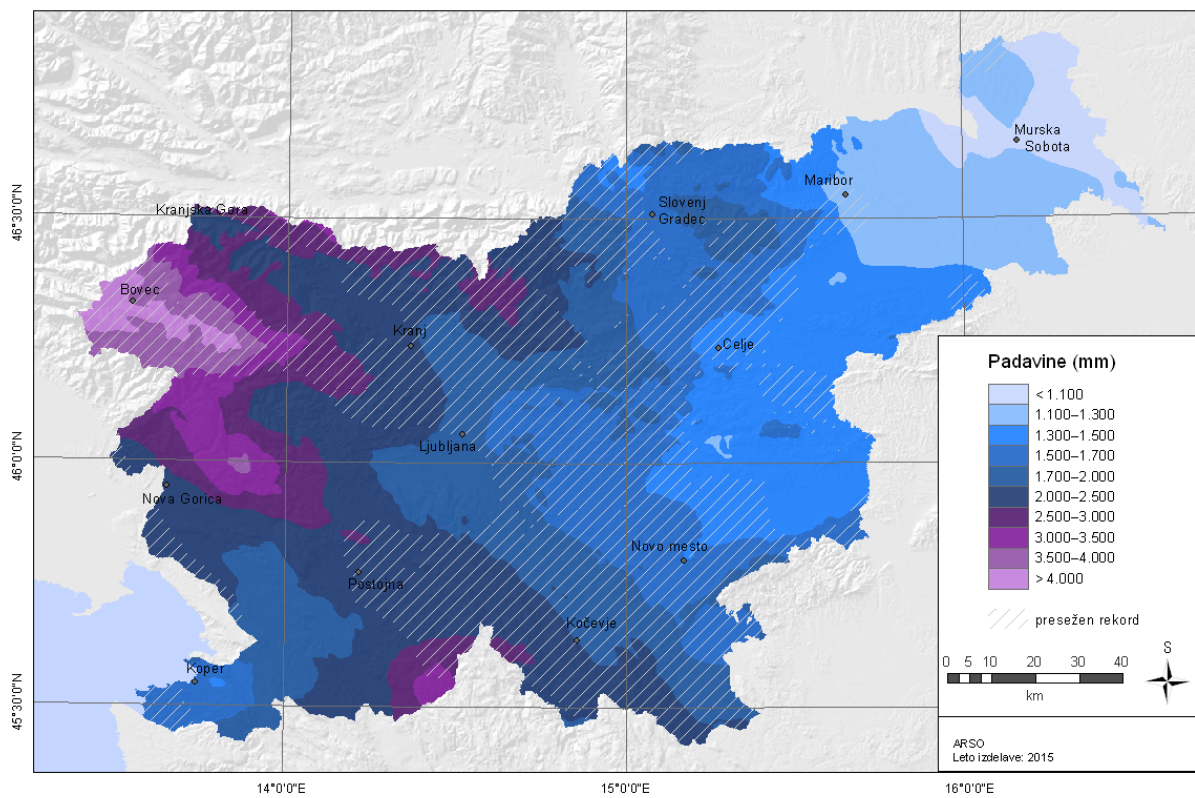 Murska
Sobota
Maribor
46°30'0"N
Kranjska Gora
Slovenj
Gradec
Bovec
Kranj
Celje
Ljubljana
46°0'0"N
Nova Gorica
Novo mesto
Postojna
Kočevje
Koper
45°30'0"N
14°0'0"E
15°0'0"E
16°0'0"E
Padavine (mm)
< 1.100
1.100–1.300
1.300–1.500
1.500–1.700
1.700–2.000
2.000–2.500
2.500–3.000
3.000–3.500
3.500–4.000
> 4.000
presežen rekord
S
0 5 10 20 30 40
km
ARSO
Leto izdelave: 2015